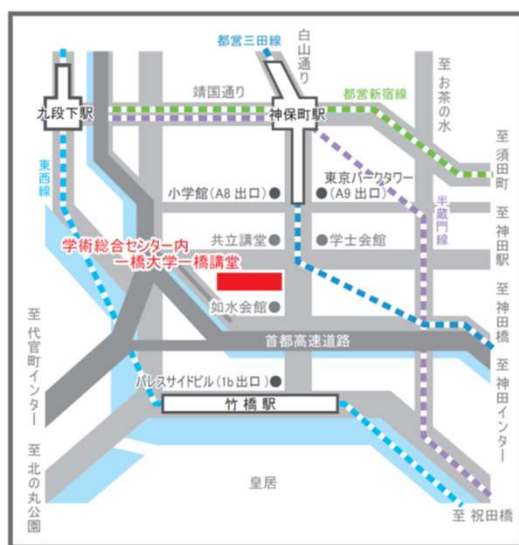 都営三田線
白山通り
靖国通り
都営新宿線
至 お茶の水
九段下駅
神保町駅
至 須田町
東西線
小学館(A8 出口)
東京パークタワー
(A9 出口)
半蔵門線
至 神田駅
学術総合センター内
一橋大学一橋講堂
共立講堂
学士会館
如水会館
至 神田橋
至 代官町インター
首都高速道路
至 神田インター
パレスサイドビル(1b 出口)
竹橋駅
至 北の丸公園
皇居
至 祝田橋